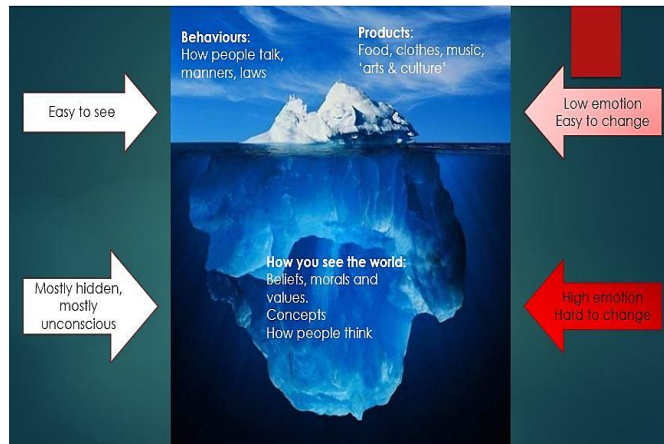 Behaviours:
How people talk,
manners, laws
Products:
Food, clothes, music,
‘arts & culture’
Easy to see
Low emotion
Easy to change
How you see the world:
Beliefs, morals and
values.
Concepts
How people think
Mostly hidden,
mostly
unconscious
High emotion
Hard to change